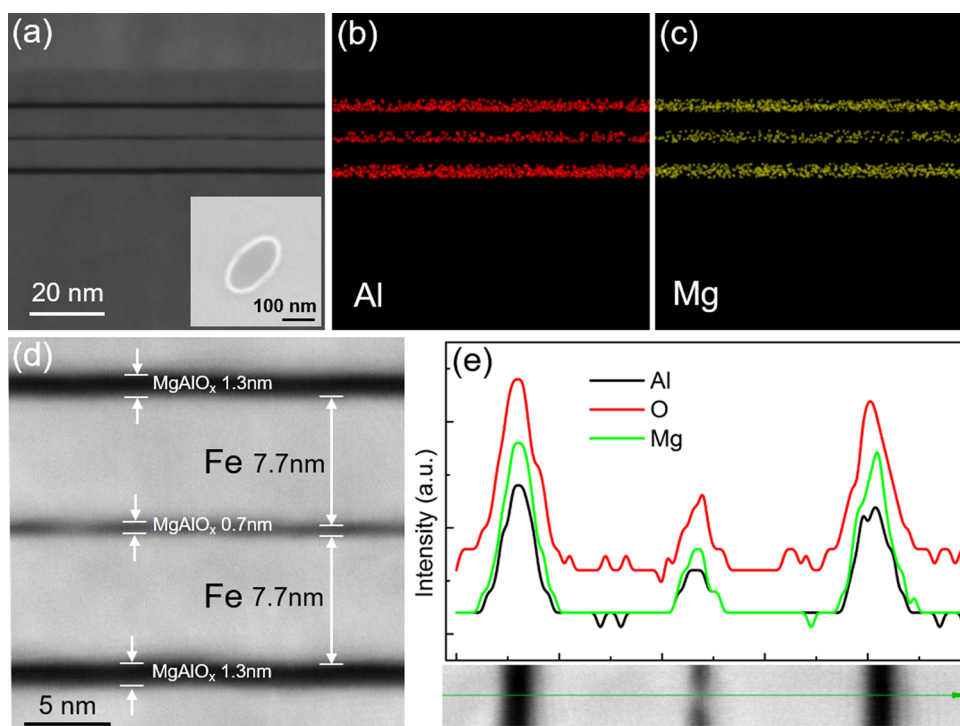 (a)
20 nm
100 nm
(b)
Al
(c)
Mg
(d)
MgAlOₓ 1.3nm
Fe 7.7nm
MgAlOₓ 0.7nm
Fe 7.7nm
MgAlOₓ 1.3nm
5 nm
(e)
Al
O
Mg
Intensity (a.u.)